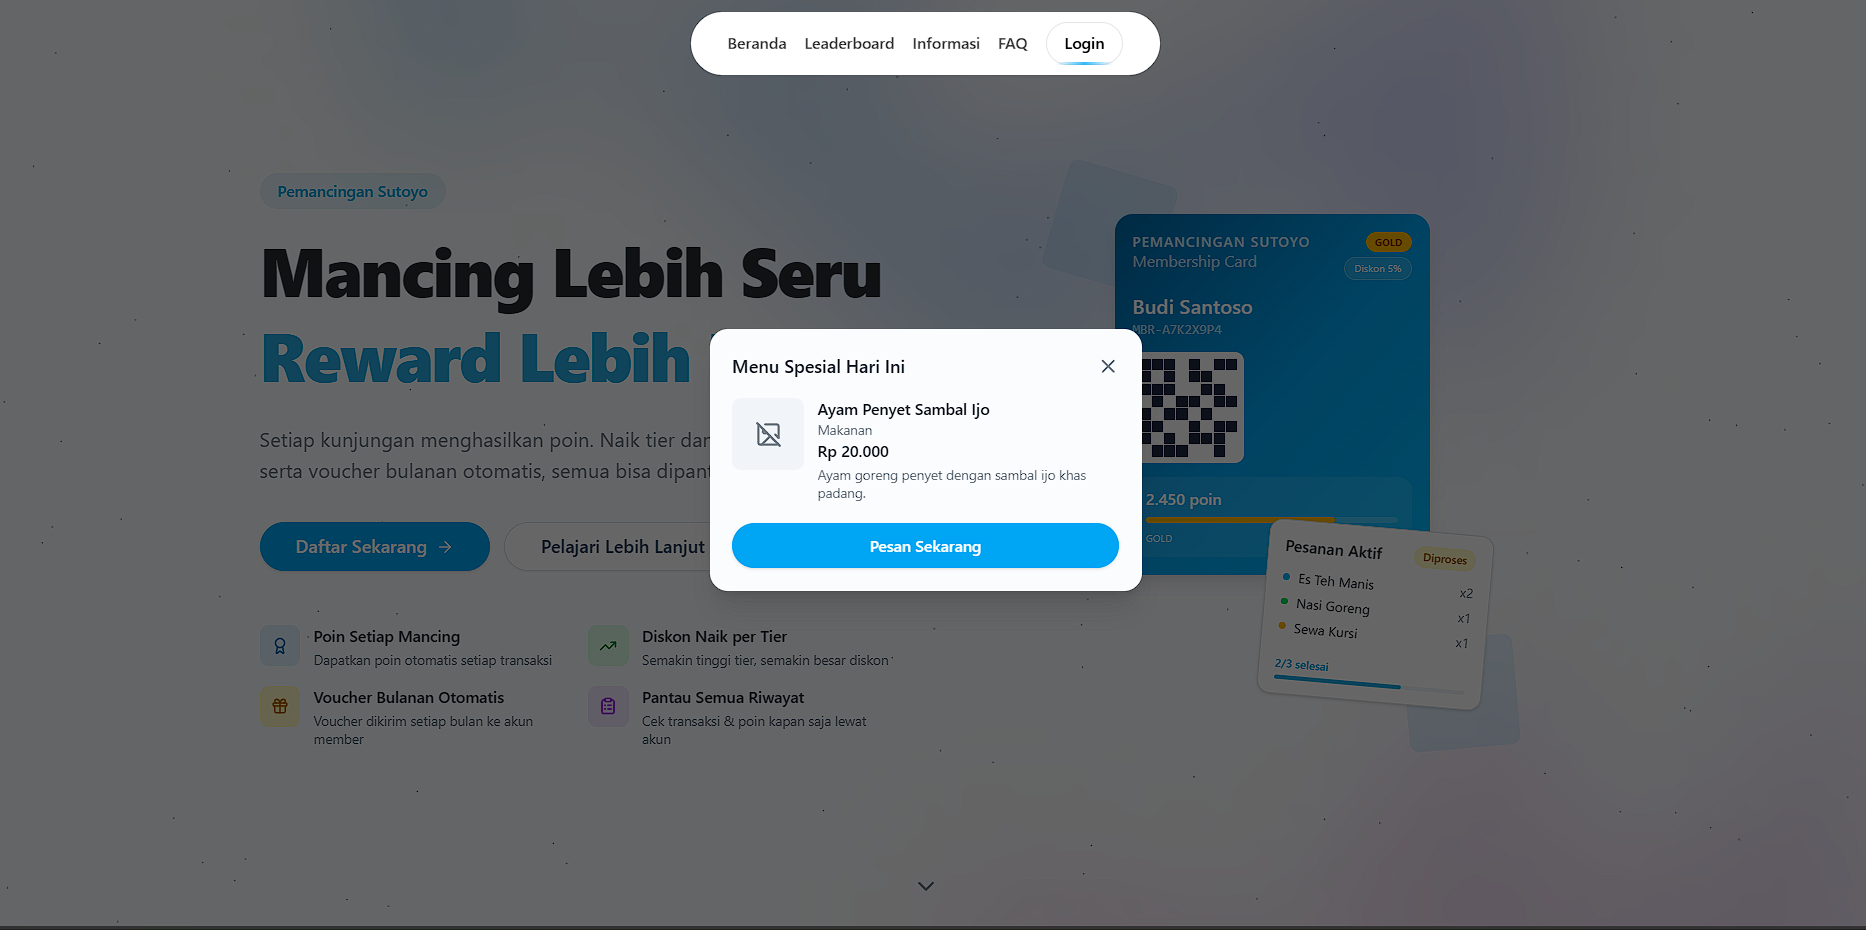 Beranda
Leaderboard
Informasi
FAQ
Login
Pemancingan Sutoyo
Mancing Lebih Seru
Reward Lebih
Setiap kunjungan menghasilkan poin. Naik tier
serta voucher bulanan otomatis, semua bisa
Daftar Sekarang
Pelajari Lebih Lanjut
Poin Setiap Mancing
Dapatkan poin otomatis setiap transaksi
Diskon Naik per Tier
Semakin tinggi tier, semakin besar diskon
Voucher Bulanan Otomatis
Voucher dikirim setiap bulan ke akun
member
Pantau Semua Riwayat
Cek transaksi & poin kapan saja lewat
akun
Menu Spesial Hari Ini
Ayam Penyet Sambal Ijo
Makanan
Rp 20.000
Ayam goreng penyet dengan sambal ijo khas
padang.
Pesan Sekarang
PEMANCINGAN SUTOYO
GOLD
Membership Card
Diskon 5%
Budi Santoso
MBR-A7K2X9P4
2.450 poin
GOLD
Pesanan Aktif
Diproses
Es Teh Manis x2
Nasi Goreng x1
Sewa Kursi x1
2/3 selesai